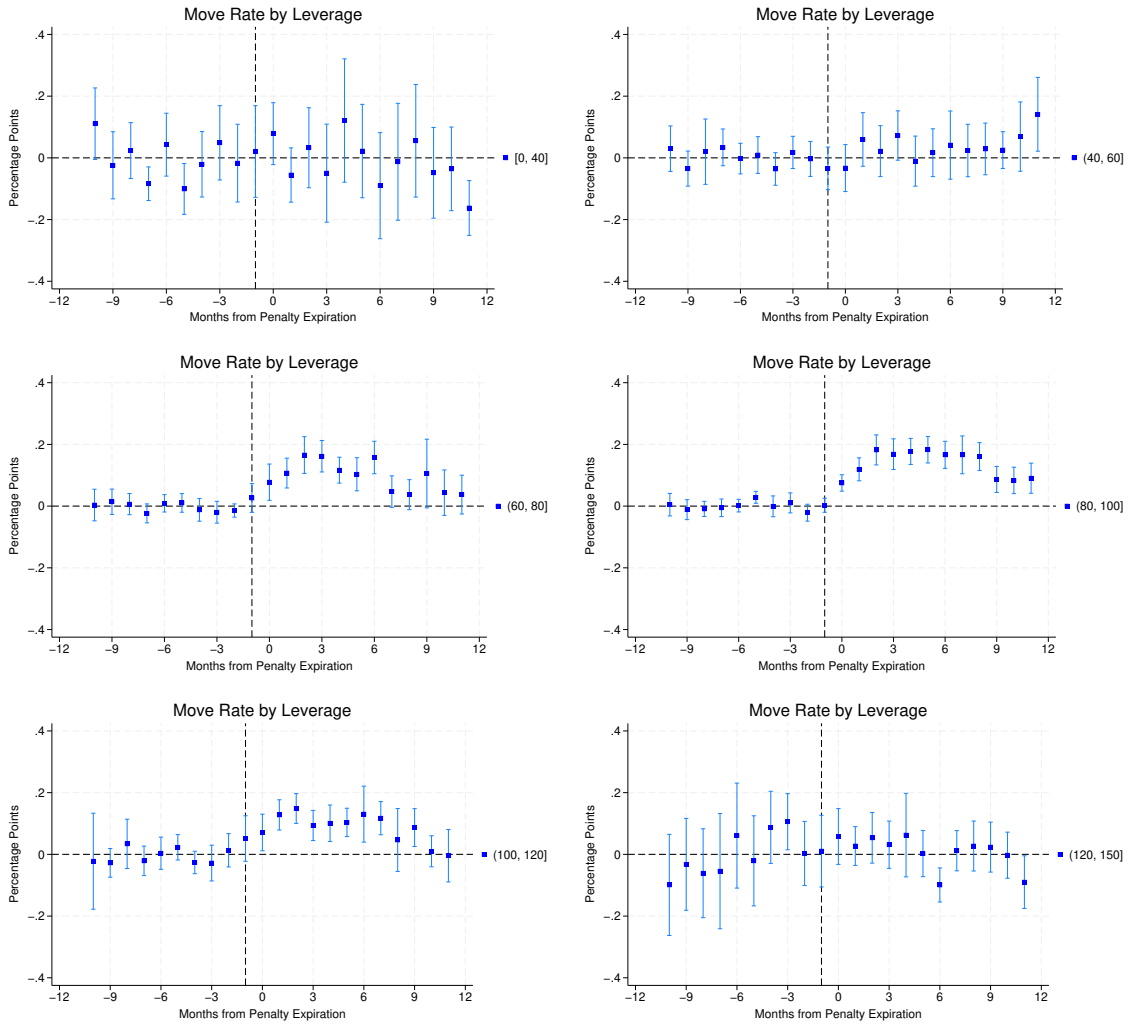 Move Rate by Leverage
Percentage Points
.4
.2
0
−.2
−.4
−12 −9 −6 −3 0 3 6 9 12
Months from Penalty Expiration
[0, 40]
Move Rate by Leverage
Percentage Points
.4
.2
0
−.2
−.4
−12 −9 −6 −3 0 3 6 9 12
Months from Penalty Expiration
(40, 60]
Move Rate by Leverage
Percentage Points
.4
.2
0
−.2
−.4
−12 −9 −6 −3 0 3 6 9 12
Months from Penalty Expiration
(60, 80]
Move Rate by Leverage
Percentage Points
.4
.2
0
−.2
−.4
−12 −9 −6 −3 0 3 6 9 12
Months from Penalty Expiration
(80, 100]
Move Rate by Leverage
Percentage Points
.4
.2
0
−.2
−.4
−12 −9 −6 −3 0 3 6 9 12
Months from Penalty Expiration
(100, 120]
Move Rate by Leverage
Percentage Points
.4
.2
0
−.2
−.4
−12 −9 −6 −3 0 3 6 9 12
Months from Penalty Expiration
(120, 150]